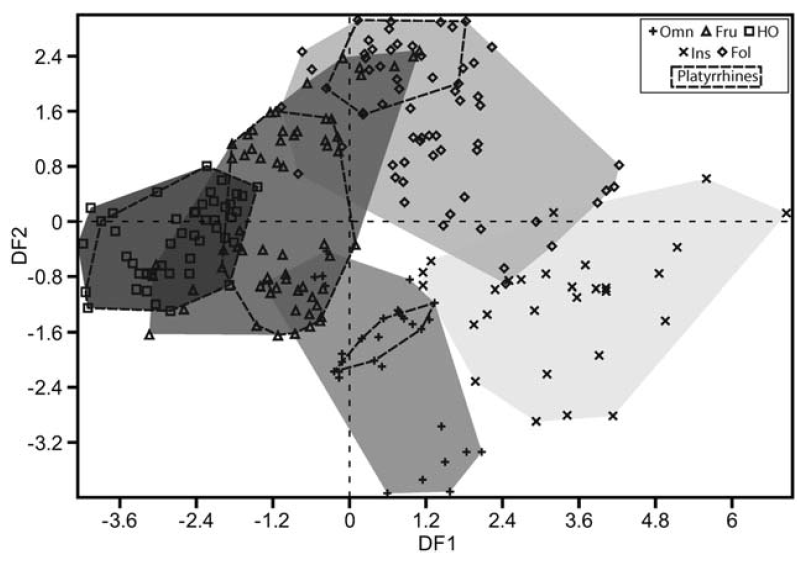 +Omn △Fru □HO
×Ins ◇Fol
Platyrrhines
DF2
2.4
1.6
0.8
0
-0.8
-1.6
-2.4
-3.2
-3.6 -2.4 -1.2 0 1.2 2.4 3.6 4.8 6
DF1